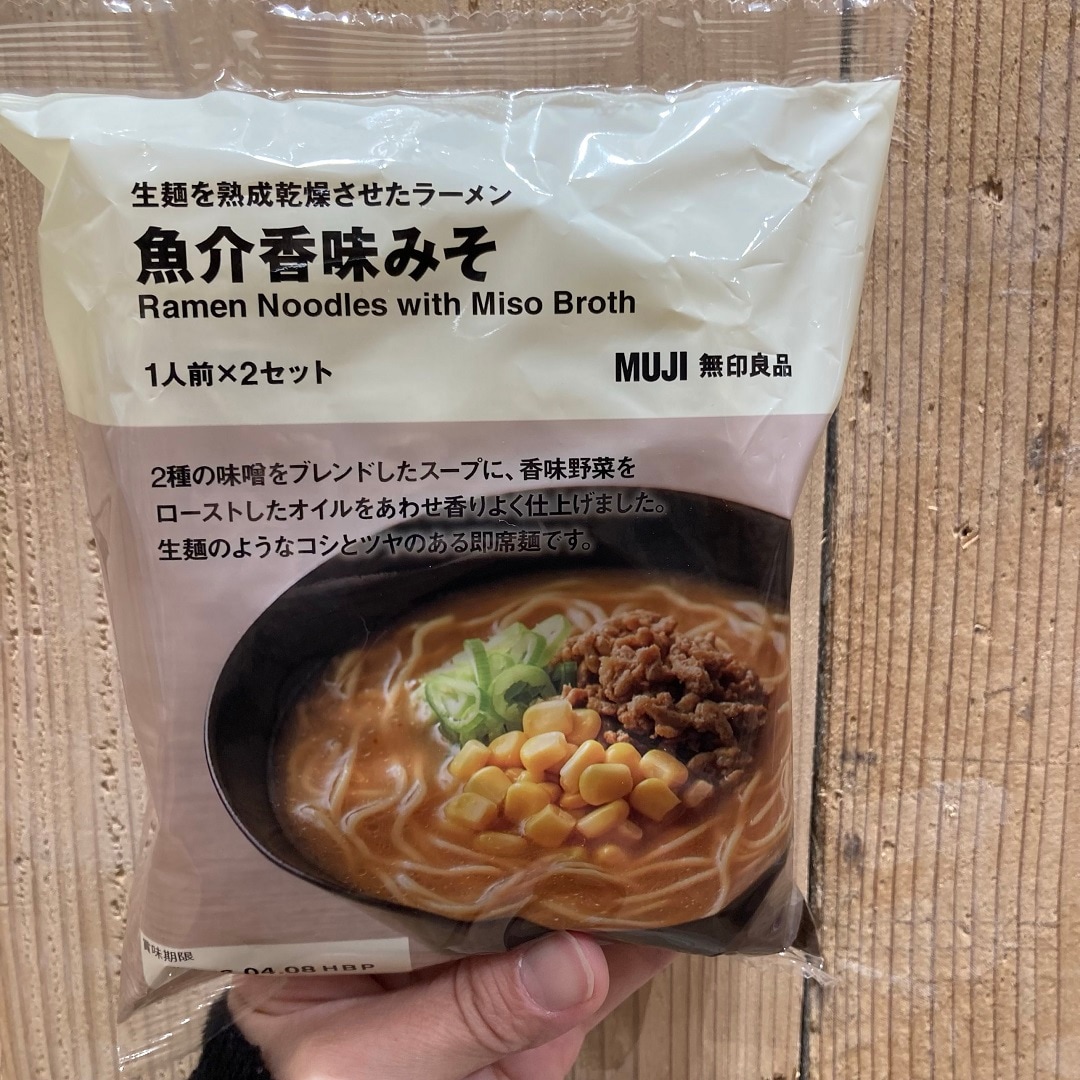 生麺を熟成乾燥させたラーメン
魚介香味みそ
Ramen Noodles with Miso Broth
1人前×2セット
MUJI 無印良品
2種の味噌をブレンドしたスープに、香味野菜を
ローストしたオイルをあわせ香りよく仕上げました。
生麺のようなコシとツヤのある即席麺です。
賞味期限
04.08 HBP